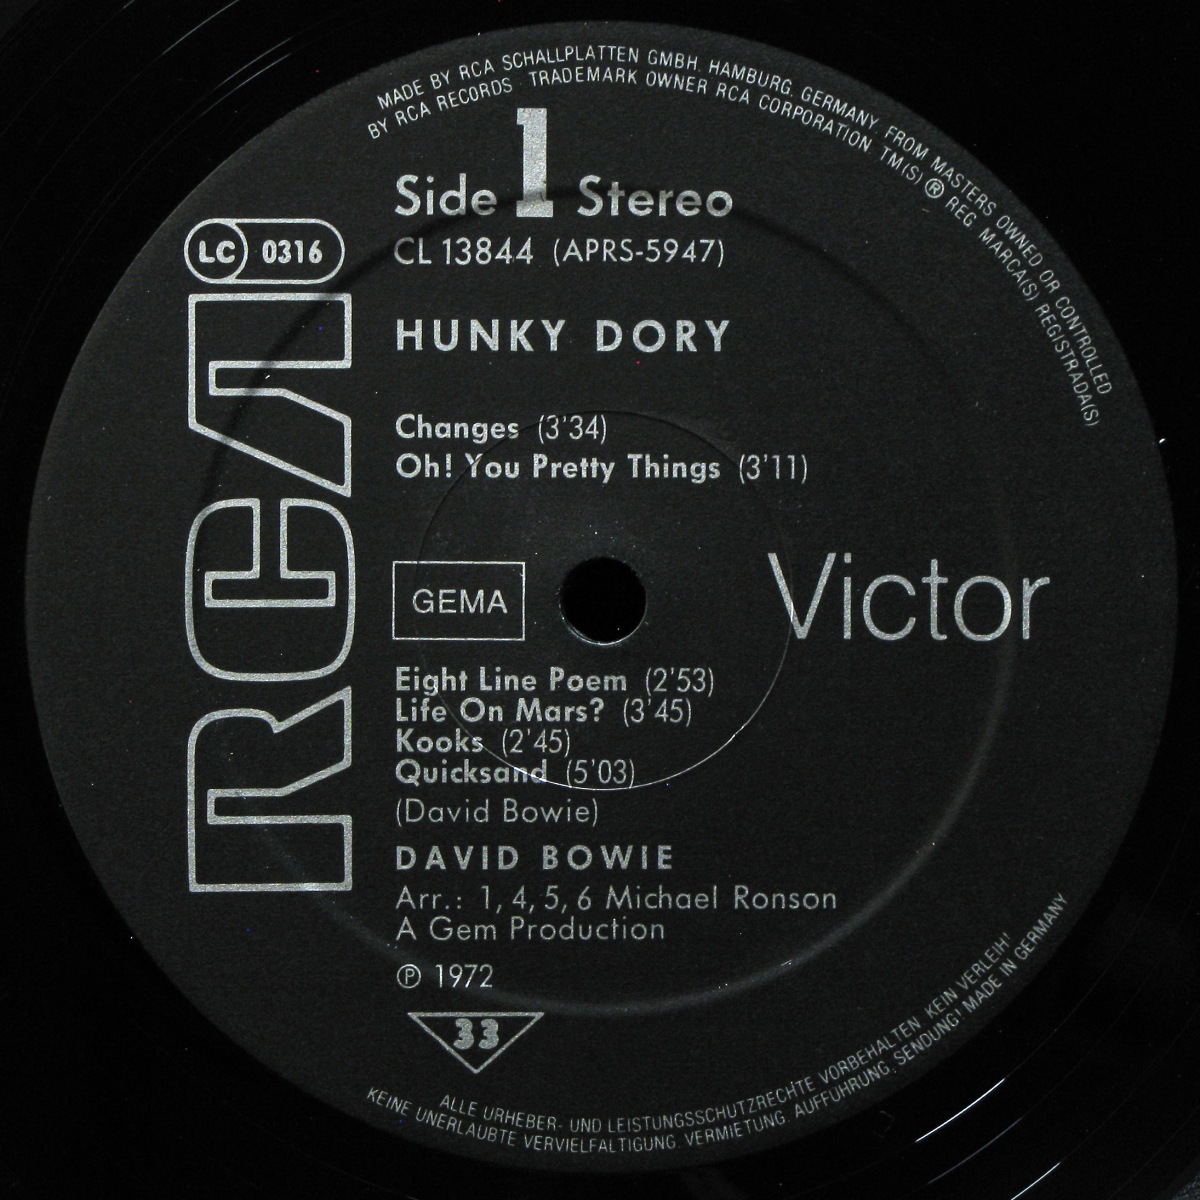 MADE BY RCA SCHALLPLATTEN GMBH, HAMBURG, GERMANY, FROM MASTERS OWNED OR CONTROLLED
BY RCA RECORDS TRADEMARK OWNER RCA CORPORATION TM(S) ® REG. MARCA(S) REGISTRADA(S)
Side 1 Stereo
CL 13844 (APRS-5947)
LC 0316
RCA
HUNKY DORY
Changes (3'34)
Oh! You Pretty Things (3'11)
GEMA
Victor
Eight Line Poem (2'53)
Life On Mars? (3'45)
Kooks (2'45)
Quicksand (5'03)
(David Bowie)
DAVID BOWIE
Arr.: 1, 4, 5, 6 Michael Ronson
A Gem Production
℗ 1972
33
ALLE URHEBER- UND LEISTUNGSSCHUTZRECHTE VORBEHALTEN. KEIN VERLEIH!
KEINE UNERLAUBTE VERVIELFALTIGUNG, VERMIETUNG, AUFFUHRUNG, SENDUNG! MADE IN GERMANY